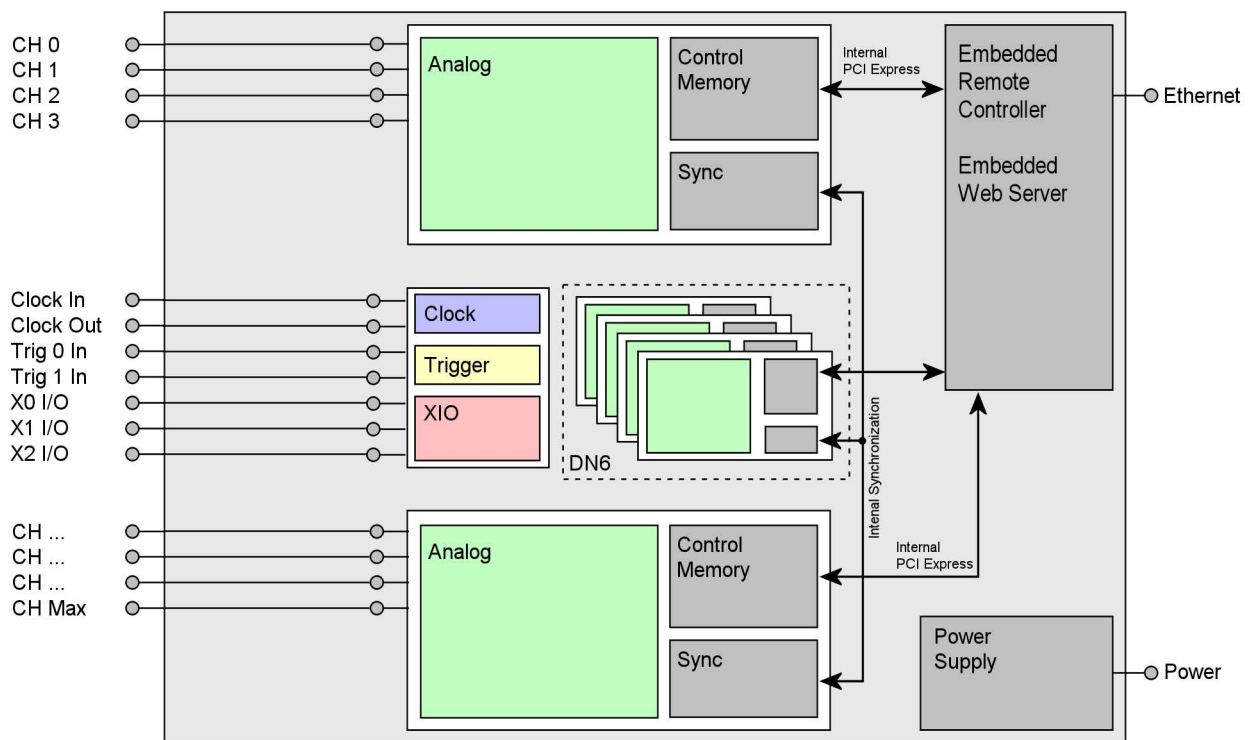 CH 0
CH 1
CH 2
CH 3
Analog
Control
Memory
Sync
Internal
PCI Express
Embedded
Remote
Controller
Embedded
Web Server
Ethernet
Clock In
Clock Out
Trig 0 In
Trig 1 In
X0 I/O
X1 I/O
X2 I/O
Clock
Trigger
XIO
DN6
Intenal Synchronization
CH ...
CH ...
CH ...
CH Max
Analog
Control
Memory
Sync
Internal
PCI Express
Power
Supply
Power